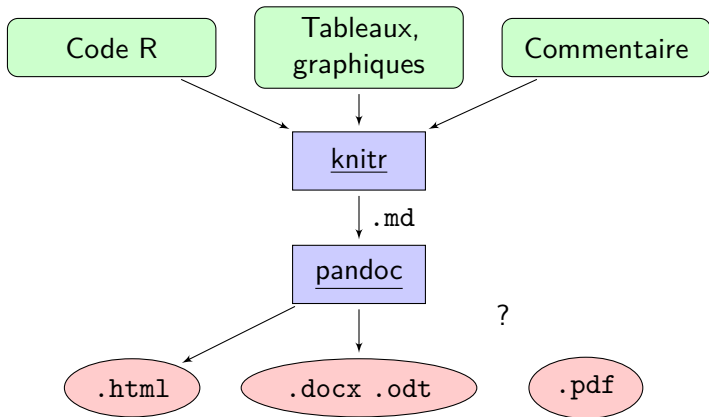 Code R
Tableaux,
graphiques
Commentaire
knitr
.md
pandoc
?
.html
.docx .odt
.pdf